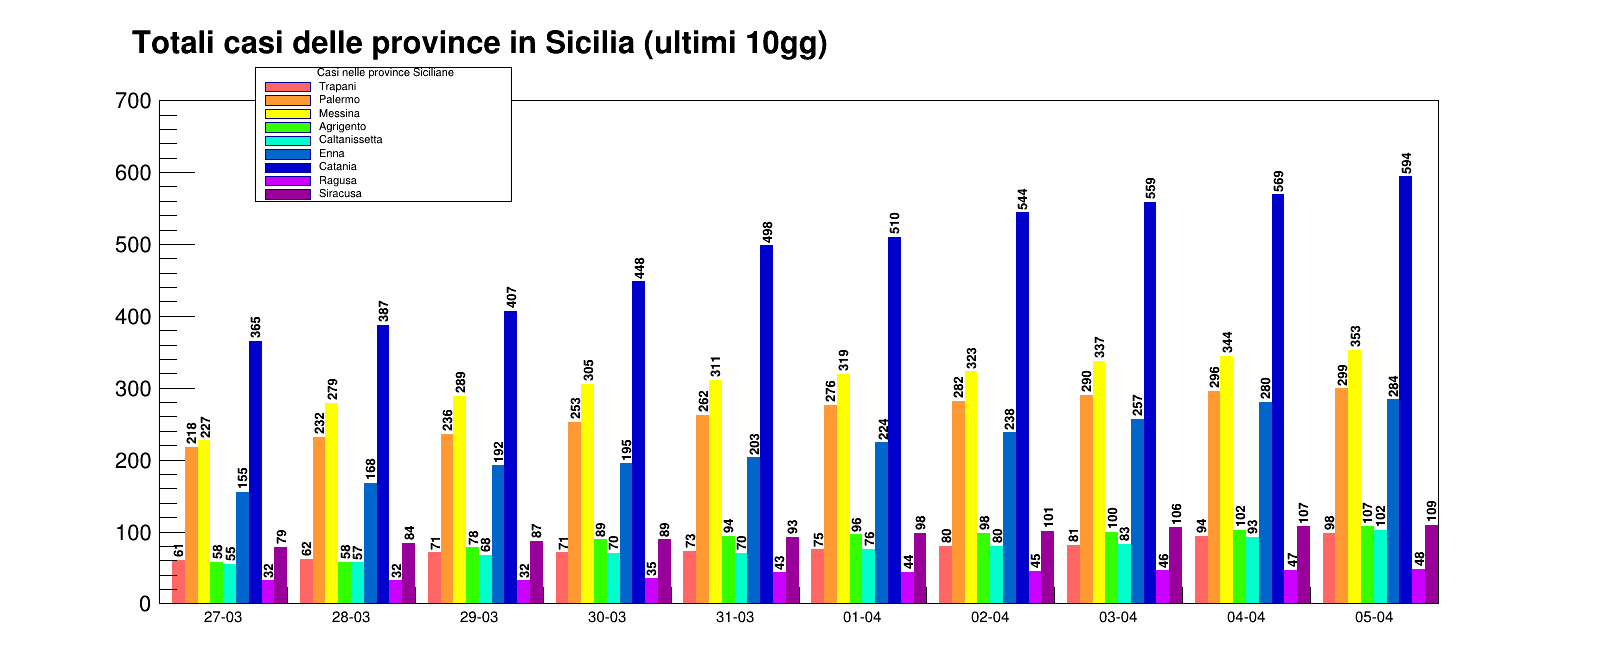 Totali casi delle province in Sicilia (ultimi 10gg)
Casi nelle province Siciliane
Trapani
Palermo
Messina
Agrigento
Caltanissetta
Enna
Catania
Ragusa
Siracusa
700
600
500
400
300
200
100
0
61 218 227 58 55 155 365 32 79
62 232 279 58 57 168 387 32 84
71 236 289 78 68 192 407 32 87
71 253 305 89 70 195 448 35 89
73 262 311 94 70 203 498 43 93
75 276 319 96 76 224 510 44 98
80 282 323 98 80 238 544 45 101
81 290 337 100 83 257 559 46 106
94 296 344 102 93 280 569 47 107
98 299 353 107 102 284 594 48 109
27-03 28-03 29-03 30-03 31-03 01-04 02-04 03-04 04-04 05-04